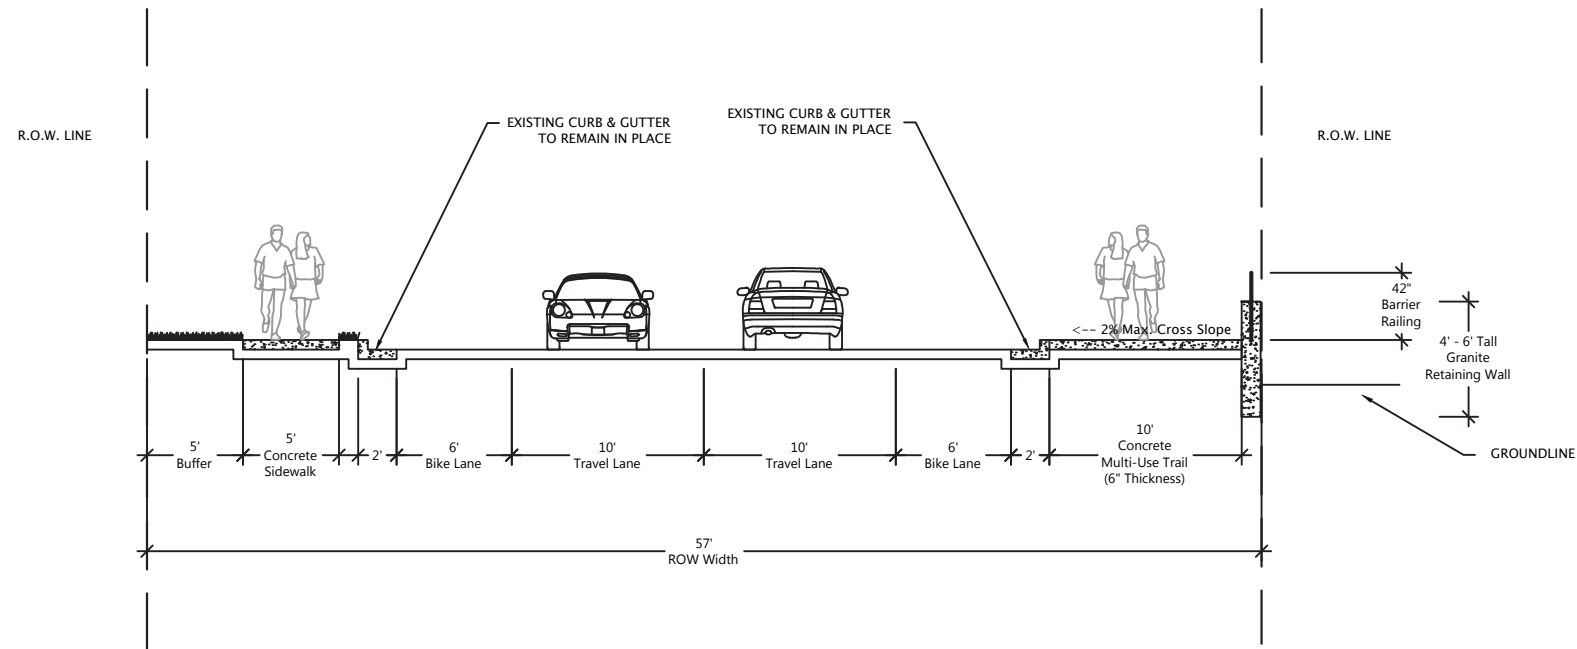 EXISTING CURB & GUTTER
TO REMAIN IN PLACE
EXISTING CURB & GUTTER
TO REMAIN IN PLACE
R.O.W. LINE
R.O.W. LINE
<-- 2% Max. Cross Slope
42"
Barrier
Railing
4' - 6' Tall
Granite
Retaining Wall
5'
Buffer
5'
Concrete
Sidewalk
2'
6'
Bike Lane
10'
Travel Lane
10'
Travel Lane
6'
Bike Lane
2'
10'
Concrete
Multi-Use Trail
(6" Thickness)
GROUNDLINE
57'
ROW Width